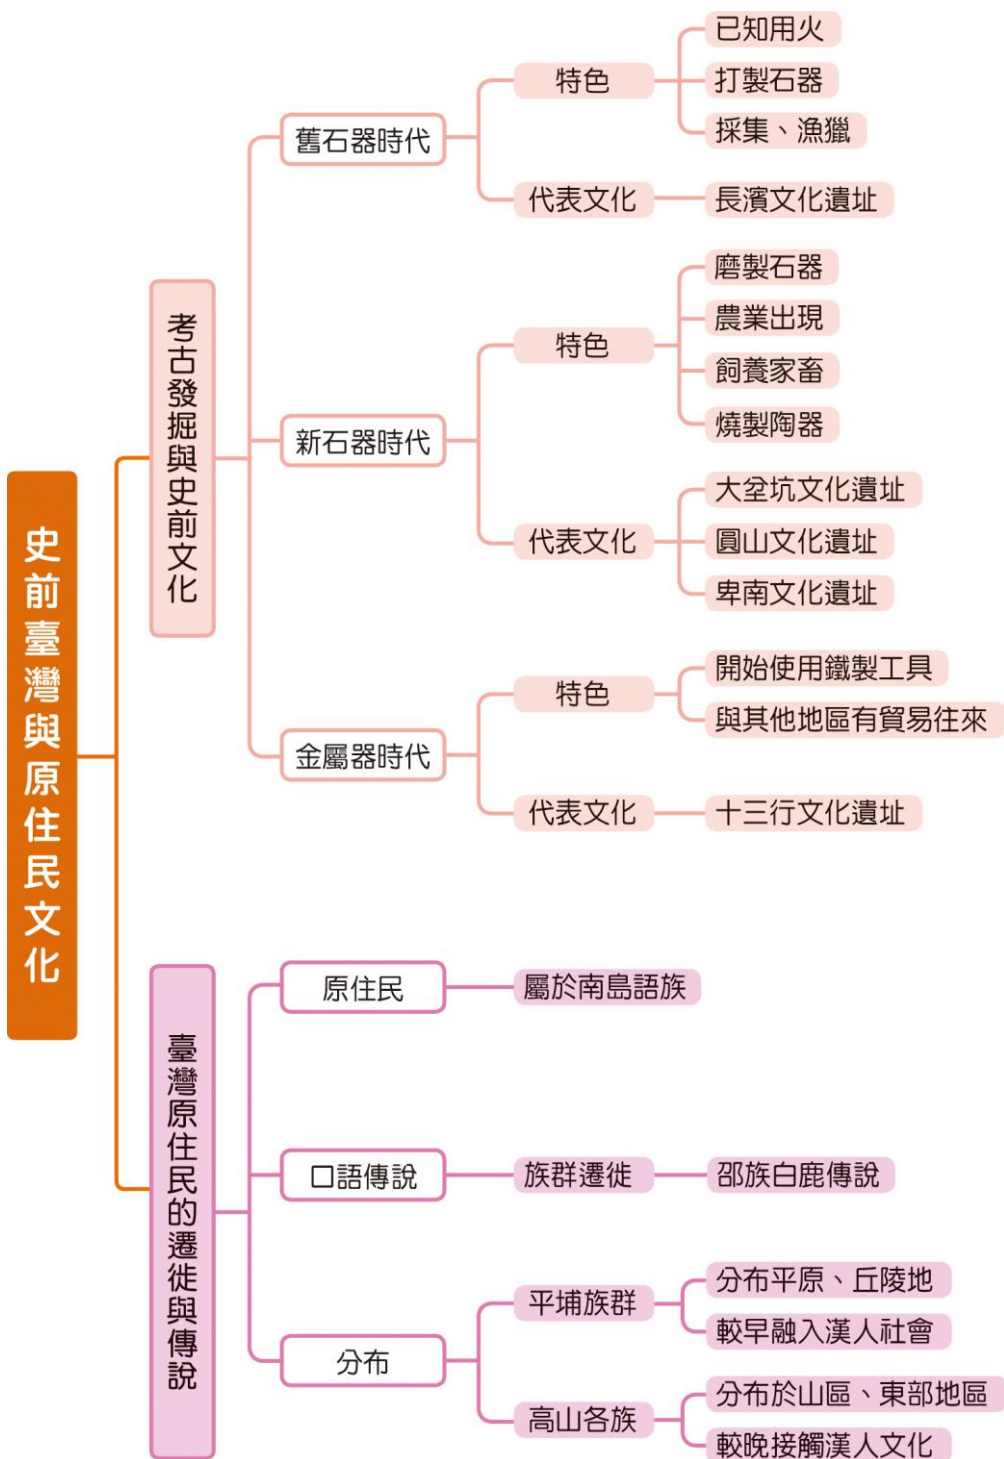 史前臺灣與原住民文化
考古發掘與史前文化
舊石器時代
特色
已知用火
打製石器
採集、漁獵
代表文化
長濱文化遺址
新石器時代
特色
磨製石器
農業出現
飼養家畜
燒製陶器
代表文化
大坌坑文化遺址
圓山文化遺址
卑南文化遺址
金屬器時代
特色
開始使用鐵製工具
與其他地區有貿易往來
代表文化
十三行文化遺址
臺灣原住民的遷徙與傳說
原住民
屬於南島語族
口語傳說
族群遷徙
邵族白鹿傳說
分布
平埔族群
分布平原、丘陵地
較早融入漢人社會
高山各族
分布於山區、東部地區
較晚接觸漢人文化